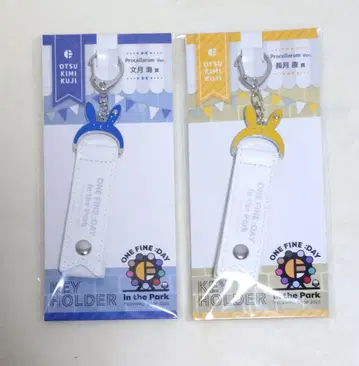 OTSU
KIMI
KUJI
Procellarum Ver.
文月 海 賞
ONE FINE DAY
in the Park
ONE FINE:DAY
in the Park
KEY
HOLDER
OTSU
KIMI
KUJI
Procellarum Ver.
長月 夜 賞
ONE FINE:DAY
in the Park
ONE FINE:DAY
in the Park
KEY
HOLDER